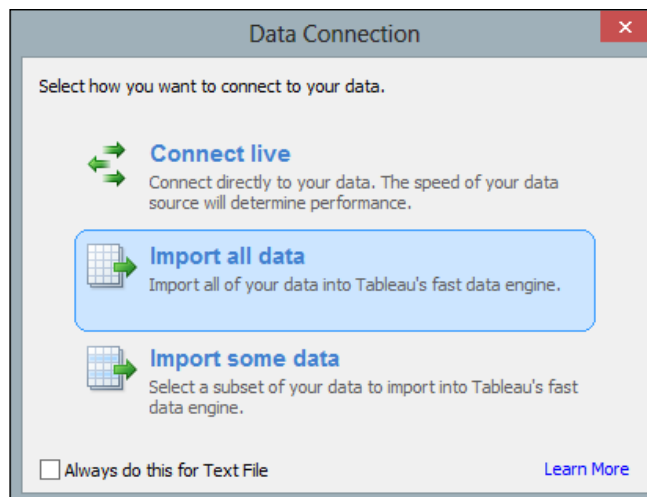 Data Connection
Select how you want to connect to your data.
Connect live
Connect directly to your data. The speed of your data
source will determine performance.
Import all data
Import all of your data into Tableau's fast data engine.
Import some data
Select a subset of your data to import into Tableau's fast
data engine.
Always do this for Text File
Learn More